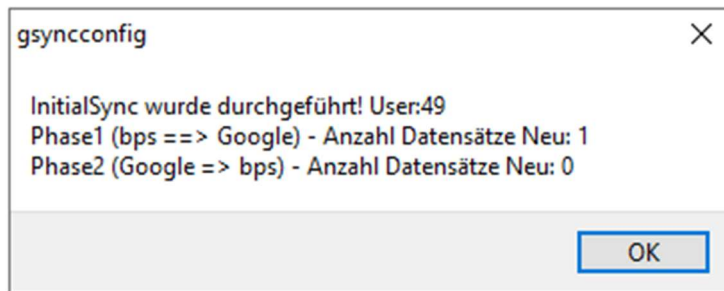 gsyncconfig
InitialSync wurde durchgeführt! User:49
Phase1 (bps ==> Google) - Anzahl Datensätze Neu: 1
Phase2 (Google => bps) - Anzahl Datensätze Neu: 0
OK